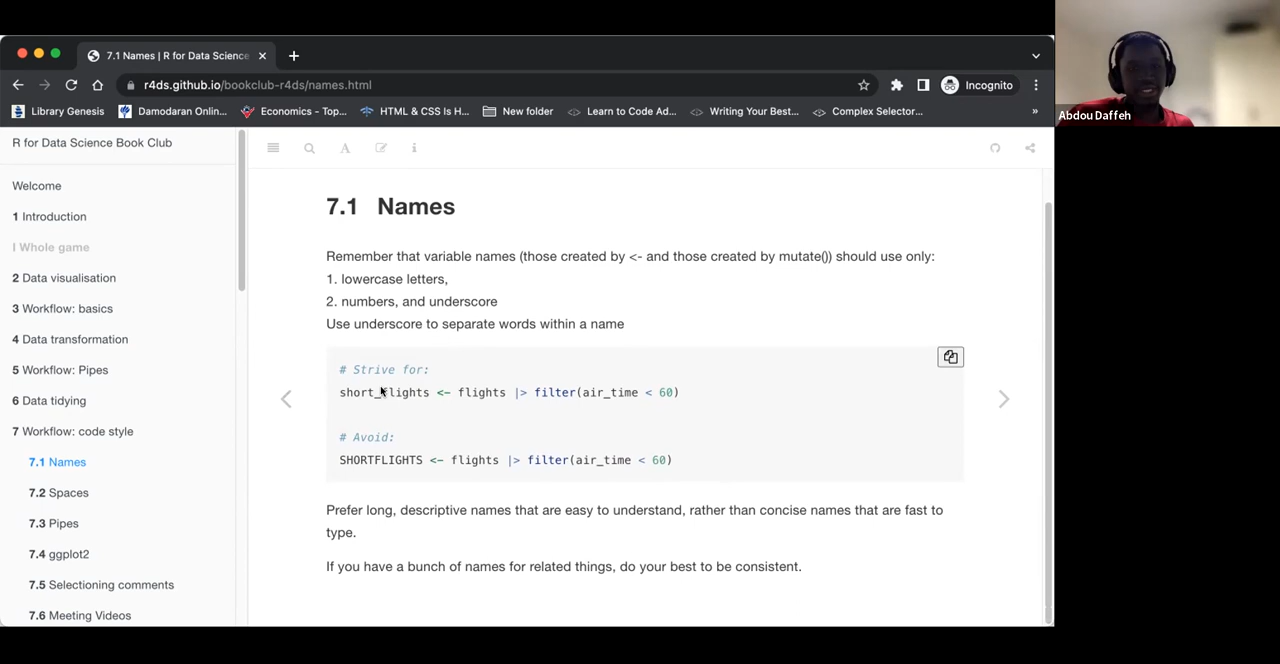 7.1 Names | R for Data Science
r4ds.github.io/bookclub-r4ds/names.html
Incognito
Library Genesis
Damodaran Onlin...
Economics - Top...
HTML & CSS Is H...
New folder
Learn to Code Ad...
Writing Your Best...
Complex Selector...
»
Abdou Daffeh
R for Data Science Book Club
Welcome
1 Introduction
I Whole game
2 Data visualisation
3 Workflow: basics
4 Data transformation
5 Workflow: Pipes
6 Data tidying
7 Workflow: code style
7.1 Names
7.2 Spaces
7.3 Pipes
7.4 ggplot2
7.5 Selectioning comments
7.6 Meeting Videos
7.1 Names
Remember that variable names (those created by <- and those created by mutate()) should use only:
1. lowercase letters,
2. numbers, and underscore
Use underscore to separate words within a name
# Strive for:
short_flights <- flights |> filter(air_time < 60)
# Avoid:
SHORTFLIGHTS <- flights |> filter(air_time < 60)
Prefer long, descriptive names that are easy to understand, rather than concise names that are fast to
type.
If you have a bunch of names for related things, do your best to be consistent.